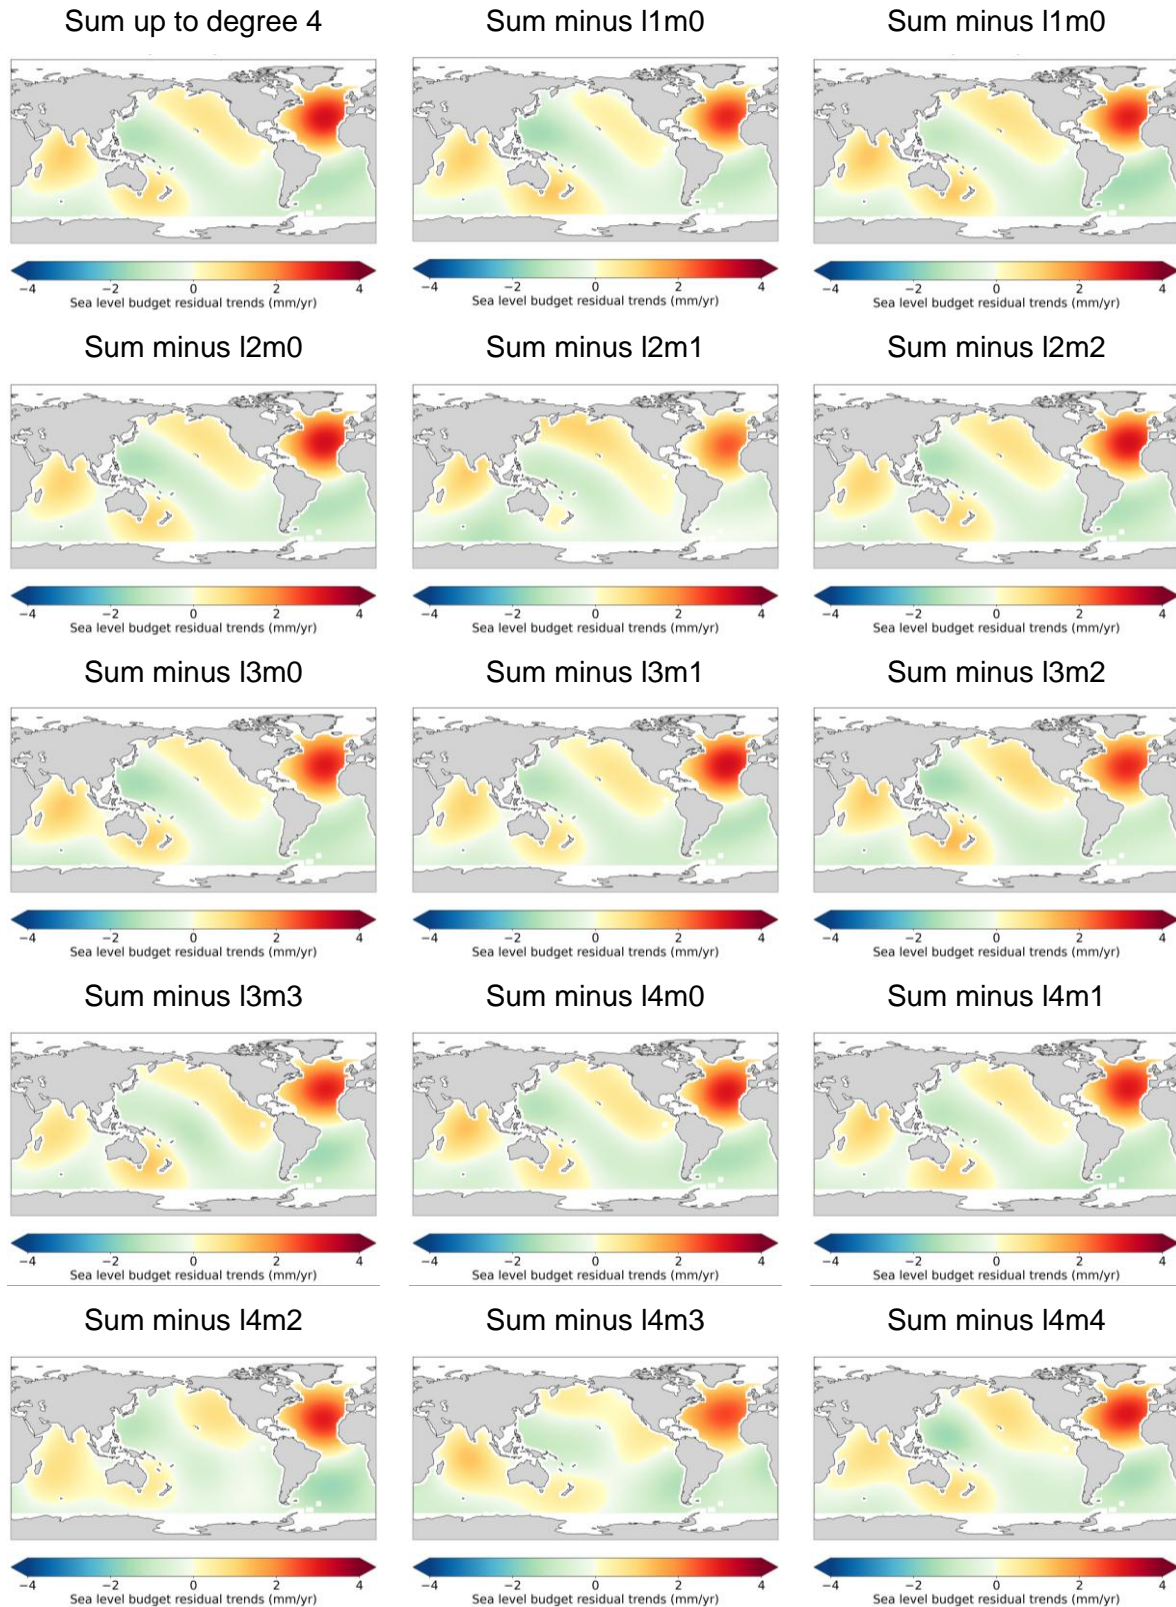 Sum up to degree 4 Sum minus l1m0 Sum minus l1m0
−4 −2 0 2 4 −4 −2 0 2 4 −4 −2 0 2 4
Sea level budget residual trends (mm/yr) Sea level budget residual trends (mm/yr) Sea level budget residual trends (mm/yr)
Sum minus l2m0 Sum minus l2m1 Sum minus l2m2
−4 −2 0 2 4 −4 −2 0 2 4 −4 −2 0 2 4
Sea level budget residual trends (mm/yr) Sea level budget residual trends (mm/yr) Sea level budget residual trends (mm/yr)
Sum minus l3m0 Sum minus l3m1 Sum minus l3m2
−4 −2 0 2 4 −4 −2 0 2 4 −4 −2 0 2 4
Sea level budget residual trends (mm/yr) Sea level budget residual trends (mm/yr) Sea level budget residual trends (mm/yr)
Sum minus l3m3 Sum minus l4m0 Sum minus l4m1
−4 −2 0 2 4 −4 −2 0 2 4 −4 −2 0 2 4
Sea level budget residual trends (mm/yr) Sea level budget residual trends (mm/yr) Sea level budget residual trends (mm/yr)
Sum minus l4m2 Sum minus l4m3 Sum minus l4m4
−4 −2 0 2 4 −4 −2 0 2 4 −4 −2 0 2 4
Sea level budget residual trends (mm/yr) Sea level budget residual trends (mm/yr) Sea level budget residual trends (mm/yr)